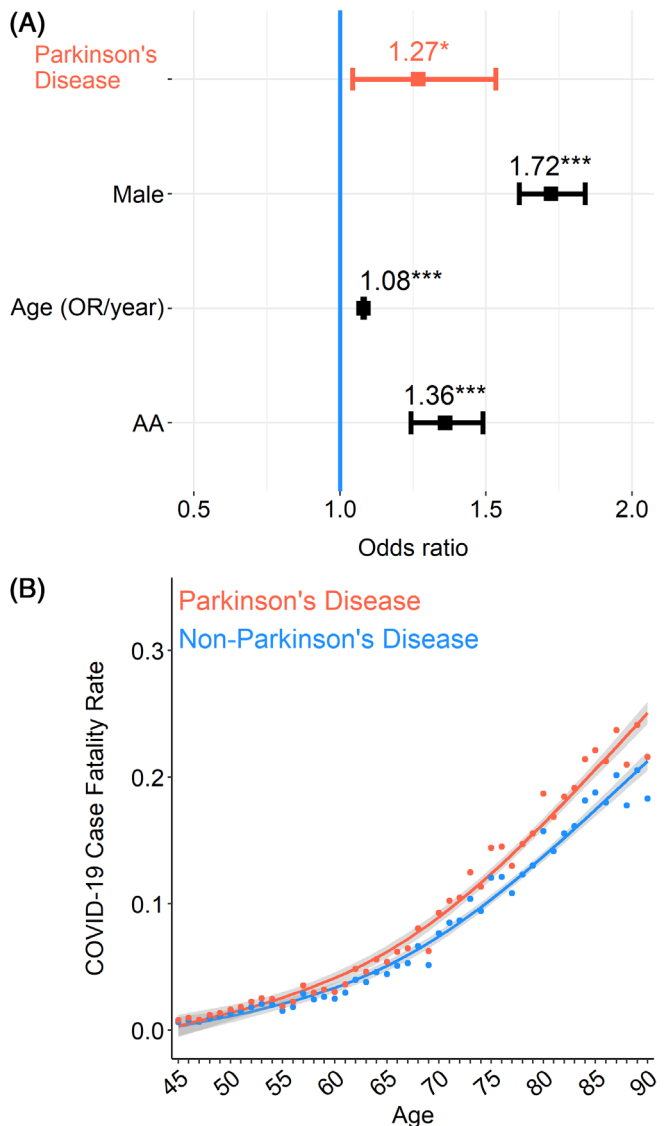 (A)
Parkinson's
Disease
1.27*
Male
1.72***
Age (OR/year)
1.08***
AA
1.36***
0.5 1.0 1.5 2.0
Odds ratio
(B)
Parkinson's Disease
Non-Parkinson's Disease
COVID-19 Case Fatality Rate
0.3
0.2
0.1
0.0
45 50 55 60 65 70 75 80 85 90
Age